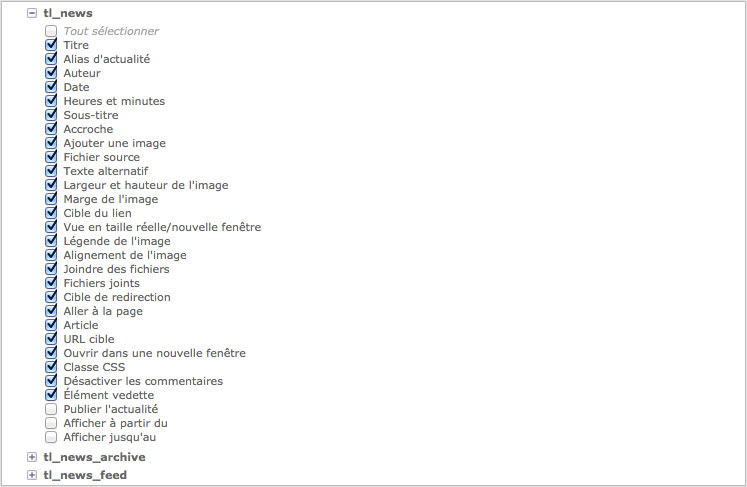 tl_news
Tout sélectionner
Titre
Alias d'actualité
Auteur
Date
Heures et minutes
Sous-titre
Accroche
Ajouter une image
Fichier source
Texte alternatif
Largeur et hauteur de l'image
Marge de l'image
Cible du lien
Vue en taille réelle/nouvelle fenêtre
Légende de l'image
Alignement de l'image
Joindre des fichiers
Fichiers joints
Cible de redirection
Aller à la page
Article
URL cible
Ouvrir dans une nouvelle fenêtre
Classe CSS
Désactiver les commentaires
Élément vedette
Publier l'actualité
Afficher à partir du
Afficher jusqu'au
tl_news_archive
tl_news_feed